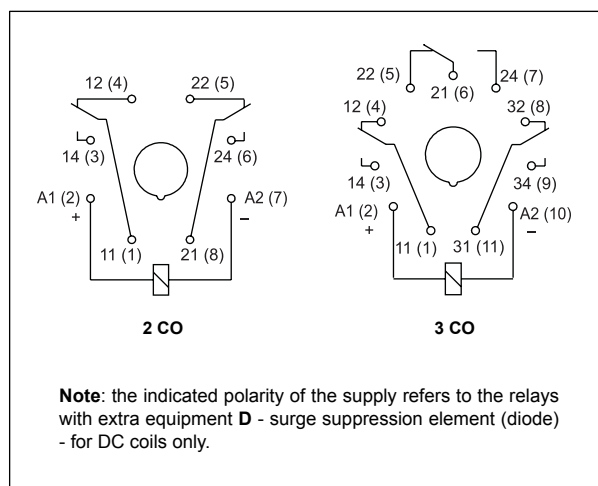 12 (4) 22 (5)
14 (3) 24 (6)
A1 (2) A2 (7)
+ –
11 (1) 21 (8)
2 CO
22 (5) 21 (6) 24 (7)
12 (4) 32 (8)
14 (3) 34 (9)
A1 (2) A2 (10)
+ –
11 (1) 31 (11)
3 CO
Note: the indicated polarity of the supply refers to the relays
with extra equipment D - surge suppression element (diode)
- for DC coils only.